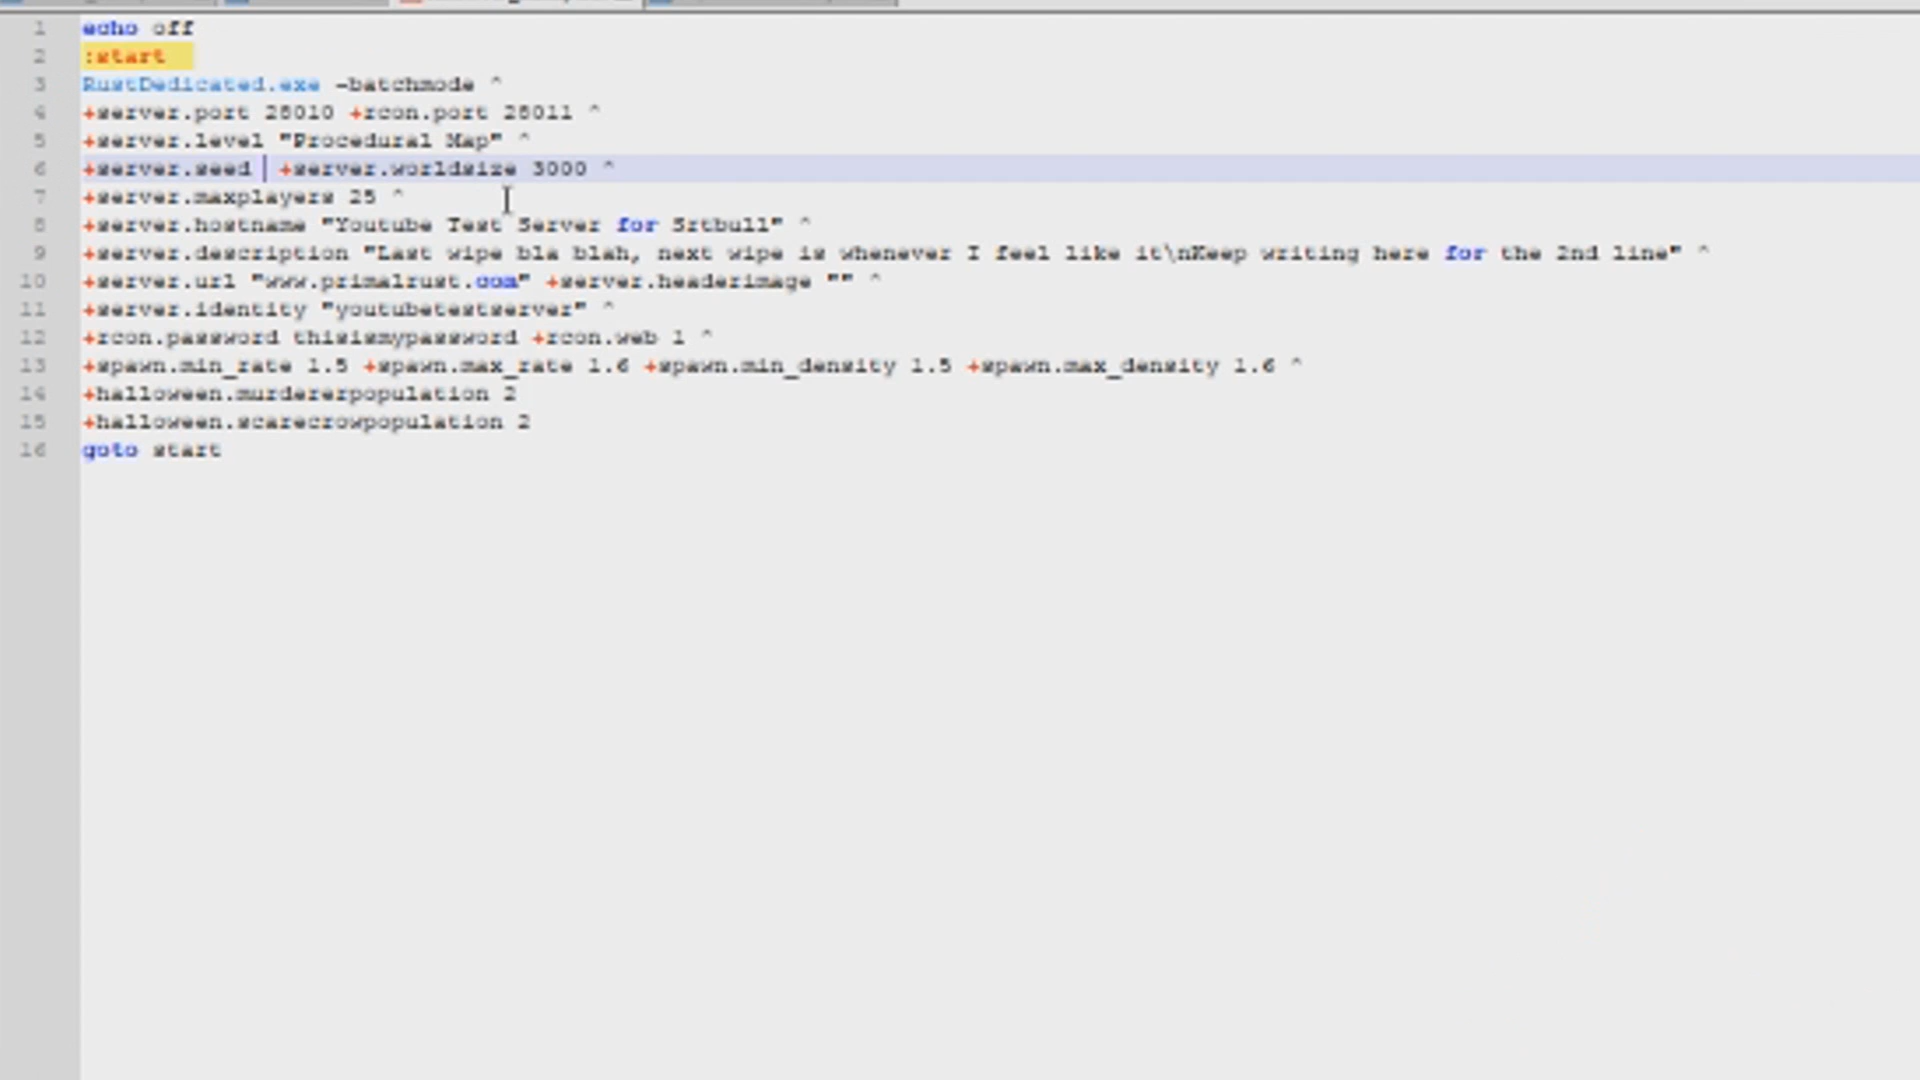 1 echo off
2 :start
3 RustDedicated.exe -batchmode ^
4 +server.port 28010 +rcon.port 28011 ^
5 +server.level "Procedural Map" ^
6 +server.seed +server.worldsize 3000 ^
7 +server.maxplayers 25 ^
8 +server.hostname "Youtube Test Server for Srtbull" ^
9 +server.description "Last wipe bla blah, next wipe is whenever I feel like it\nKeep writing here for the 2nd line" ^
10 +server.url "www.primalrust.com" +server.headerimage "" ^
11 +server.identity "youtubetestserver" ^
12 +rcon.password thisismypassword +rcon.web 1 ^
13 +spawn.min_rate 1.5 +spawn.max_rate 1.6 +spawn.min_density 1.5 +spawn.max_density 1.6 ^
14 +halloween.murdererpopulation 2
15 +halloween.scarecrowpopulation 2
16 goto start